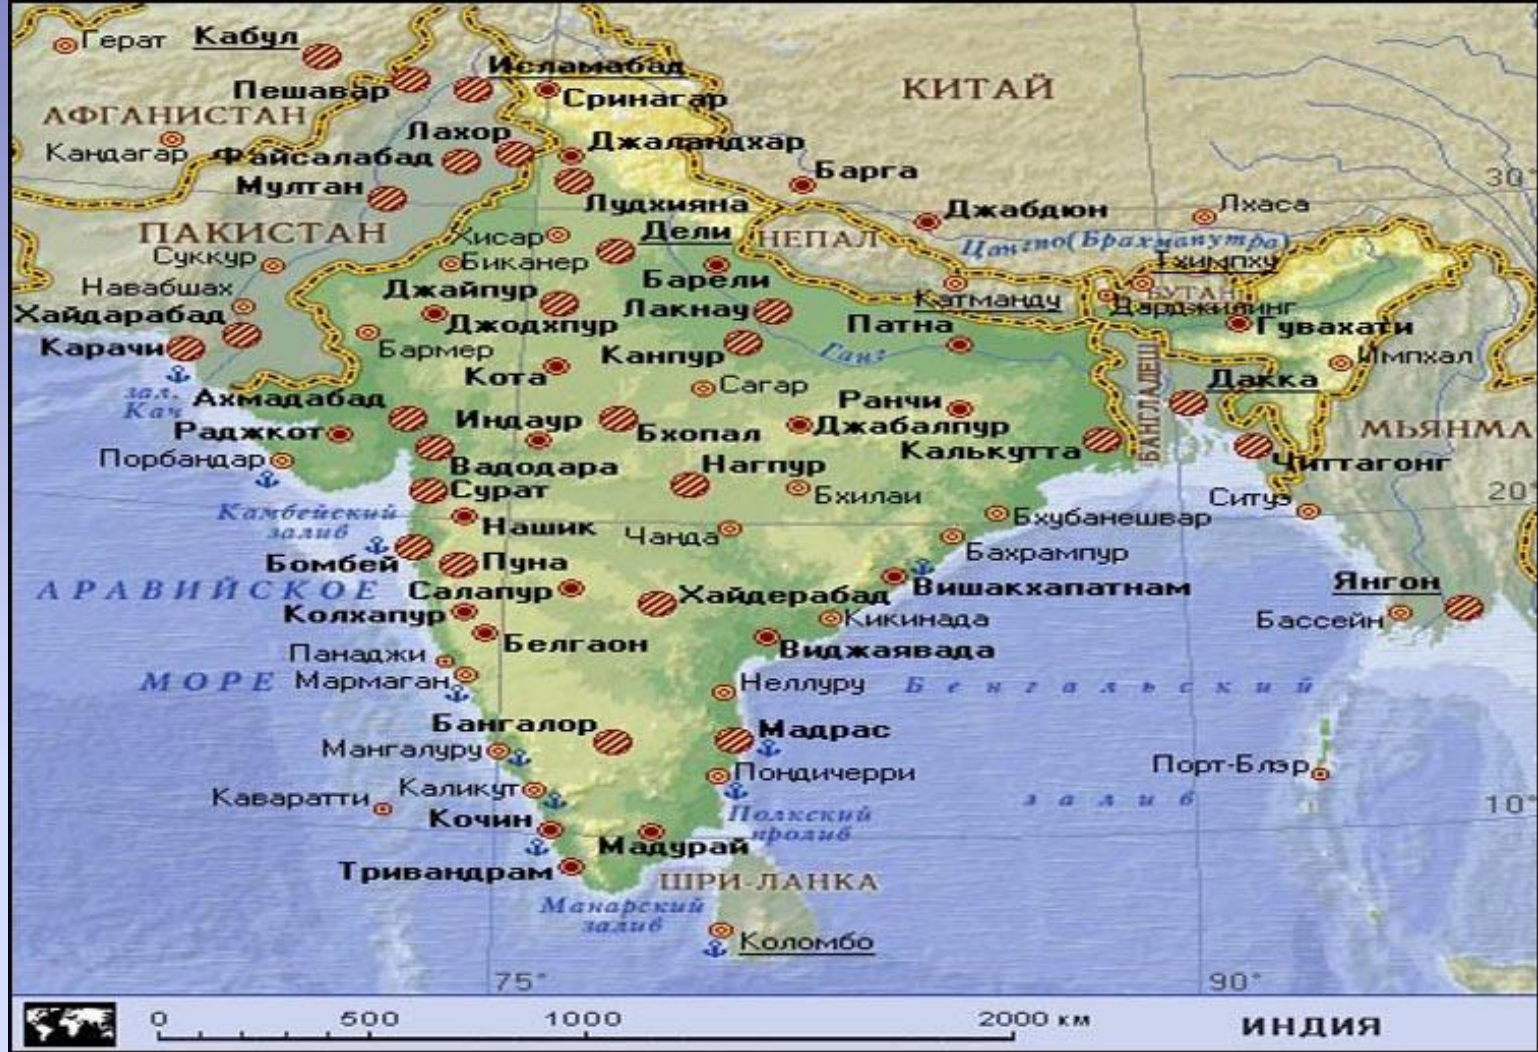 Герат
Кабул
Исламабад
Пешавар
КИТАЙ
Сринагар
АФГАНИСТАН
Лахор
Джаландхар
Кандагар
Файсалабад
Барга
30°
Мултан
Лудхияна
Джабдюн
Лхаса
ПАКИСТАН
Хисар
Дели
НЕПАЛ
Цангпо(Брахмапутра)
Суккур
Биканер
Барели
Тхимпху
Навабшах
Джайпур
Катманду
БУТАН
Дарджилинг
Хайдарабад
Джодхпур
Лакнау
Патна
Гувахати
Карачи
Бармер
Канпур
Ганг
Импхал
зал.
Кач
Кота
Сагар
БАНГЛАДЕШ
Дакка
Ахмадабад
Индаур
Бхопал
Ранчи
Джабалпур
МЬЯНМА
Раджкот
Калькутта
Порбандар
Вадодара
Нагпур
Читтагонг
Сурат
Бхилаи
Ситуэ
20°
Камбейский
залив
Нашик
Чанда
Бхубанешвар
Бахрампур
Бомбей
Пуна
АРАВИЙСКОЕ
Салапур
Хайдерабад
Вишакхапатнам
Янгон
Колхапур
Кикинада
Бассейн
Белгаон
Виджаявада
Панаджи
МОРЕ
Мармаган
Неллуру
Бенгальский
Бангалор
Мадрас
Мангалуру
Пондичерри
Порт-Блэр
Каваратти
Каликут
залив
10°
Кочин
Полкский
пролив
Мадурай
Тривандрам
ШРИ-ЛАНКА
Манарский
залив
Коломбо
75°
90°
0 500 1000 2000 км
ИНДИЯ